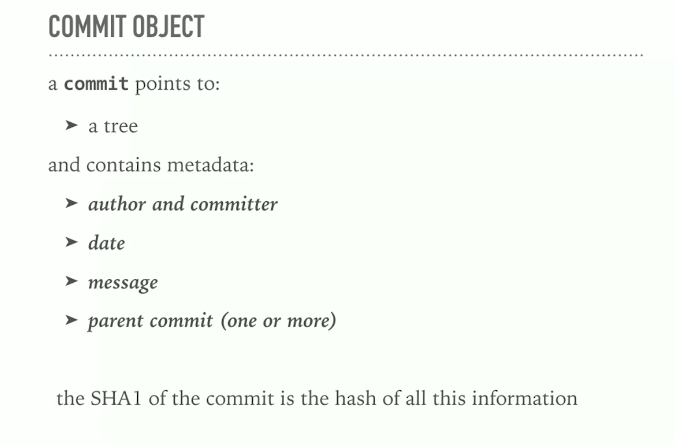 COMMIT OBJECT
a commit points to:
➤ a tree
and contains metadata:
➤ author and committer
➤ date
➤ message
➤ parent commit (one or more)
the SHA1 of the commit is the hash of all this information